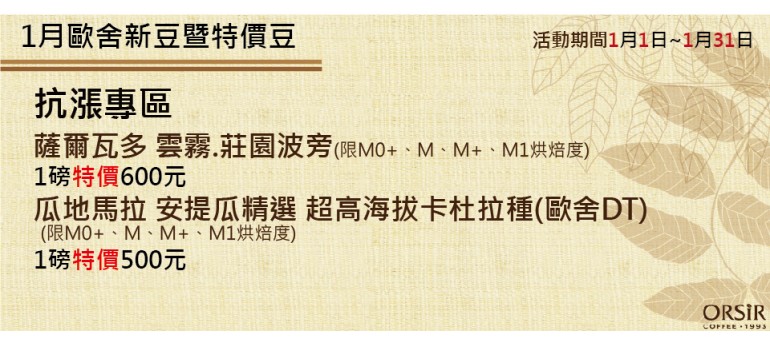 1月歐舍新豆暨特價豆
活動期間1月1日~1月31日
抗漲專區
薩爾瓦多 雲霧.莊園波旁(限M0+、M、M+、M1烘焙度)
1磅特價600元
瓜地馬拉 安提瓜精選 超高海拔卡杜拉種(歐舍DT)
(限M0+、M、M+、M1烘焙度)
1磅特價500元
ORSiR
COFFEE • 1993